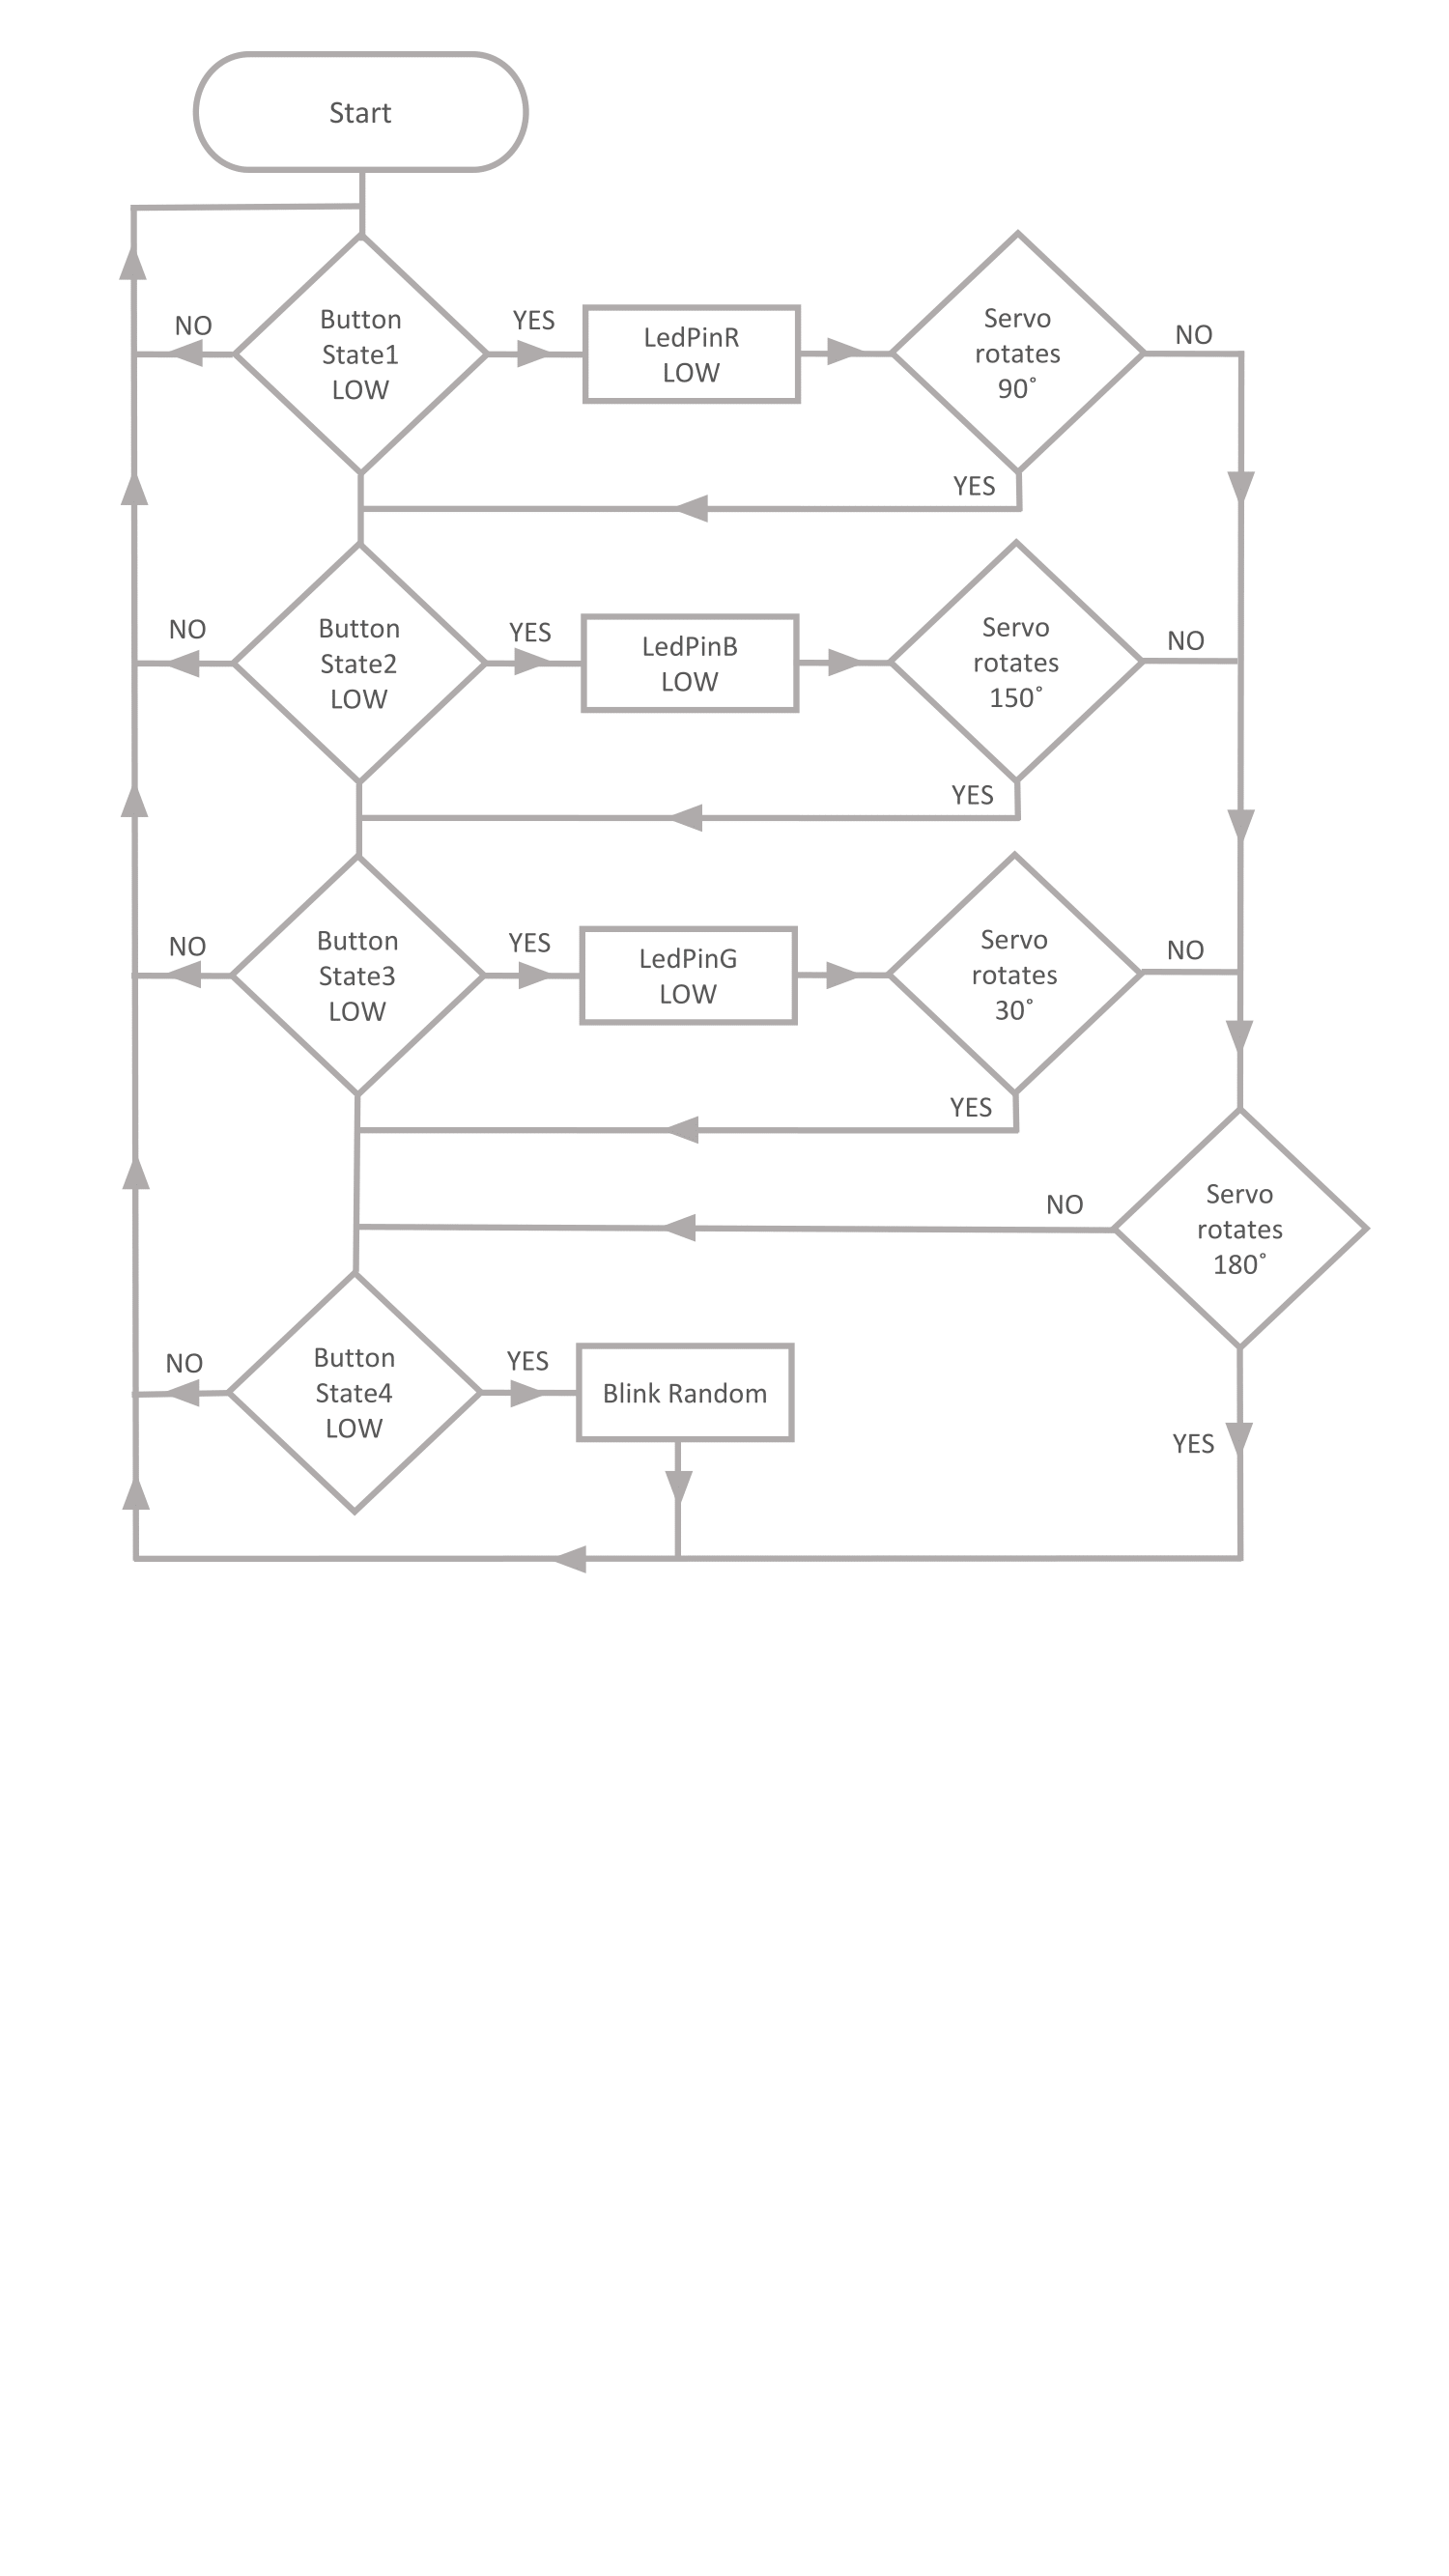 Start
NO
Button
State1
LOW
YES
LedPinR
LOW
Servo
rotates
90˚
NO
YES
NO
Button
State2
LOW
YES
LedPinB
LOW
Servo
rotates
150˚
NO
YES
NO
Button
State3
LOW
YES
LedPinG
LOW
Servo
rotates
30˚
NO
YES
NO
Servo
rotates
180˚
NO
Button
State4
LOW
YES
Blink Random
YES